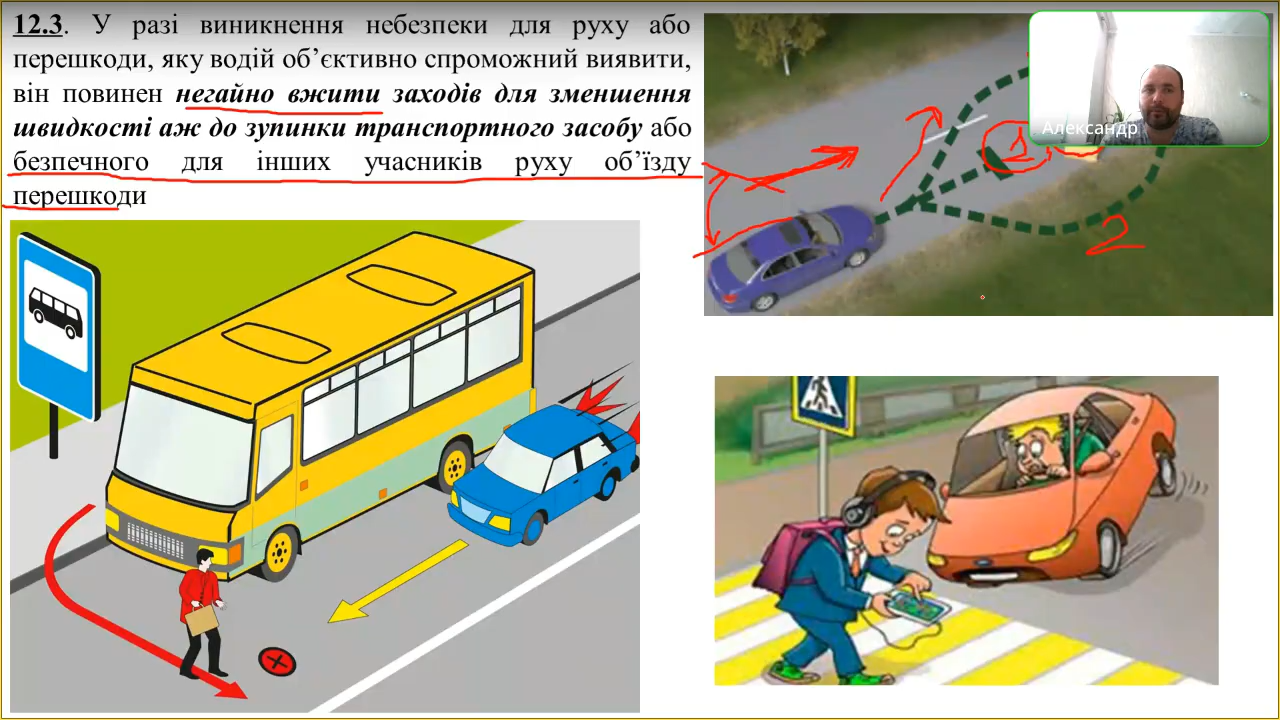 12.3. У разі виникнення небезпеки для руху або
перешкоди, яку водій об’єктивно спроможний виявити,
він повинен негайно вжити заходів для зменшення
швидкості аж до зупинки транспортного засобу або
безпечного для інших учасників руху об’їзду
перешкоди
Александр
1
2